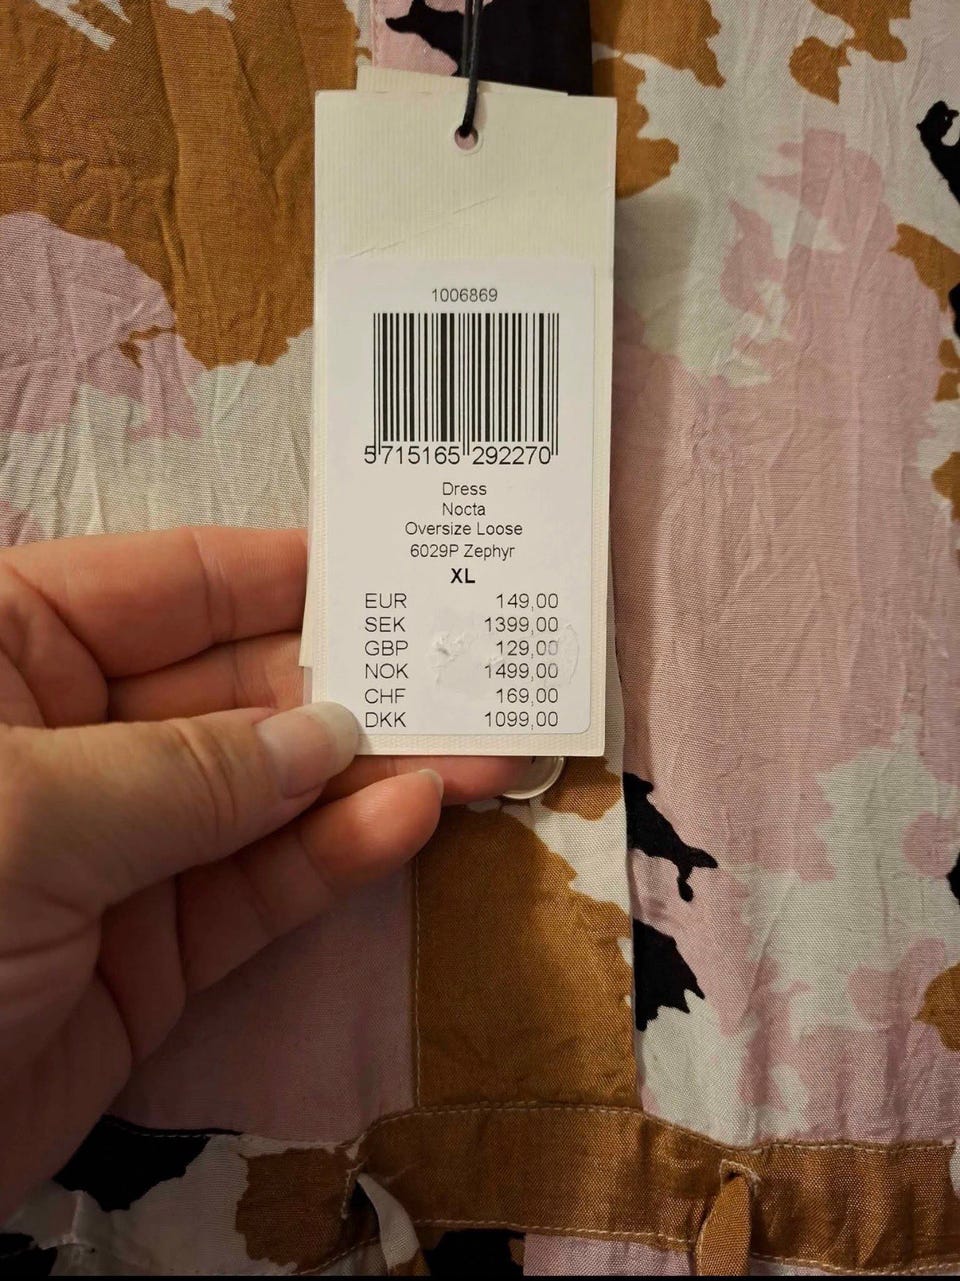 1006869
5 715165 292270
Dress
Nocta
Oversize Loose
6029P Zephyr
XL
EUR 149,00
SEK 1399,00
GBP 129,00
NOK 1499,00
CHF 169,00
DKK 1099,00